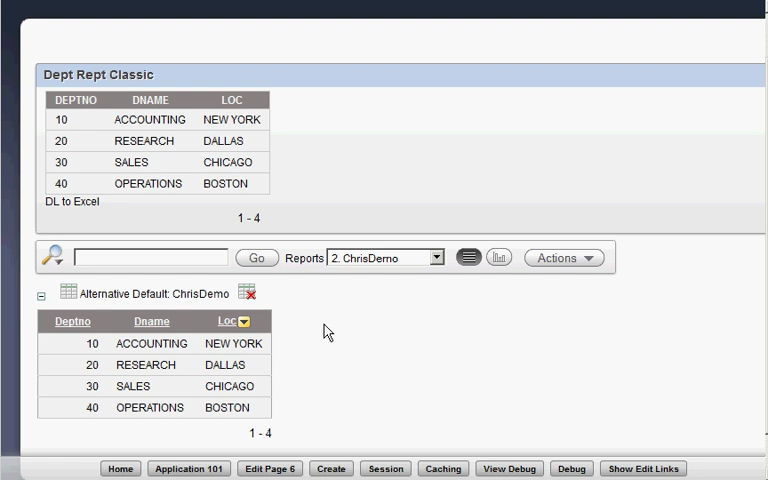 Dept Rept Classic
DEPTNO DNAME LOC
10 ACCOUNTING NEW YORK
20 RESEARCH DALLAS
30 SALES CHICAGO
40 OPERATIONS BOSTON
DL to Excel
1 - 4
Go Reports 2. ChrisDemo Actions
Alternative Default: ChrisDemo
Deptno Dname Loc
10 ACCOUNTING NEW YORK
20 RESEARCH DALLAS
30 SALES CHICAGO
40 OPERATIONS BOSTON
1 - 4
Home Application 101 Edit Page 6 Create Session Caching View Debug Debug Show Edit Links